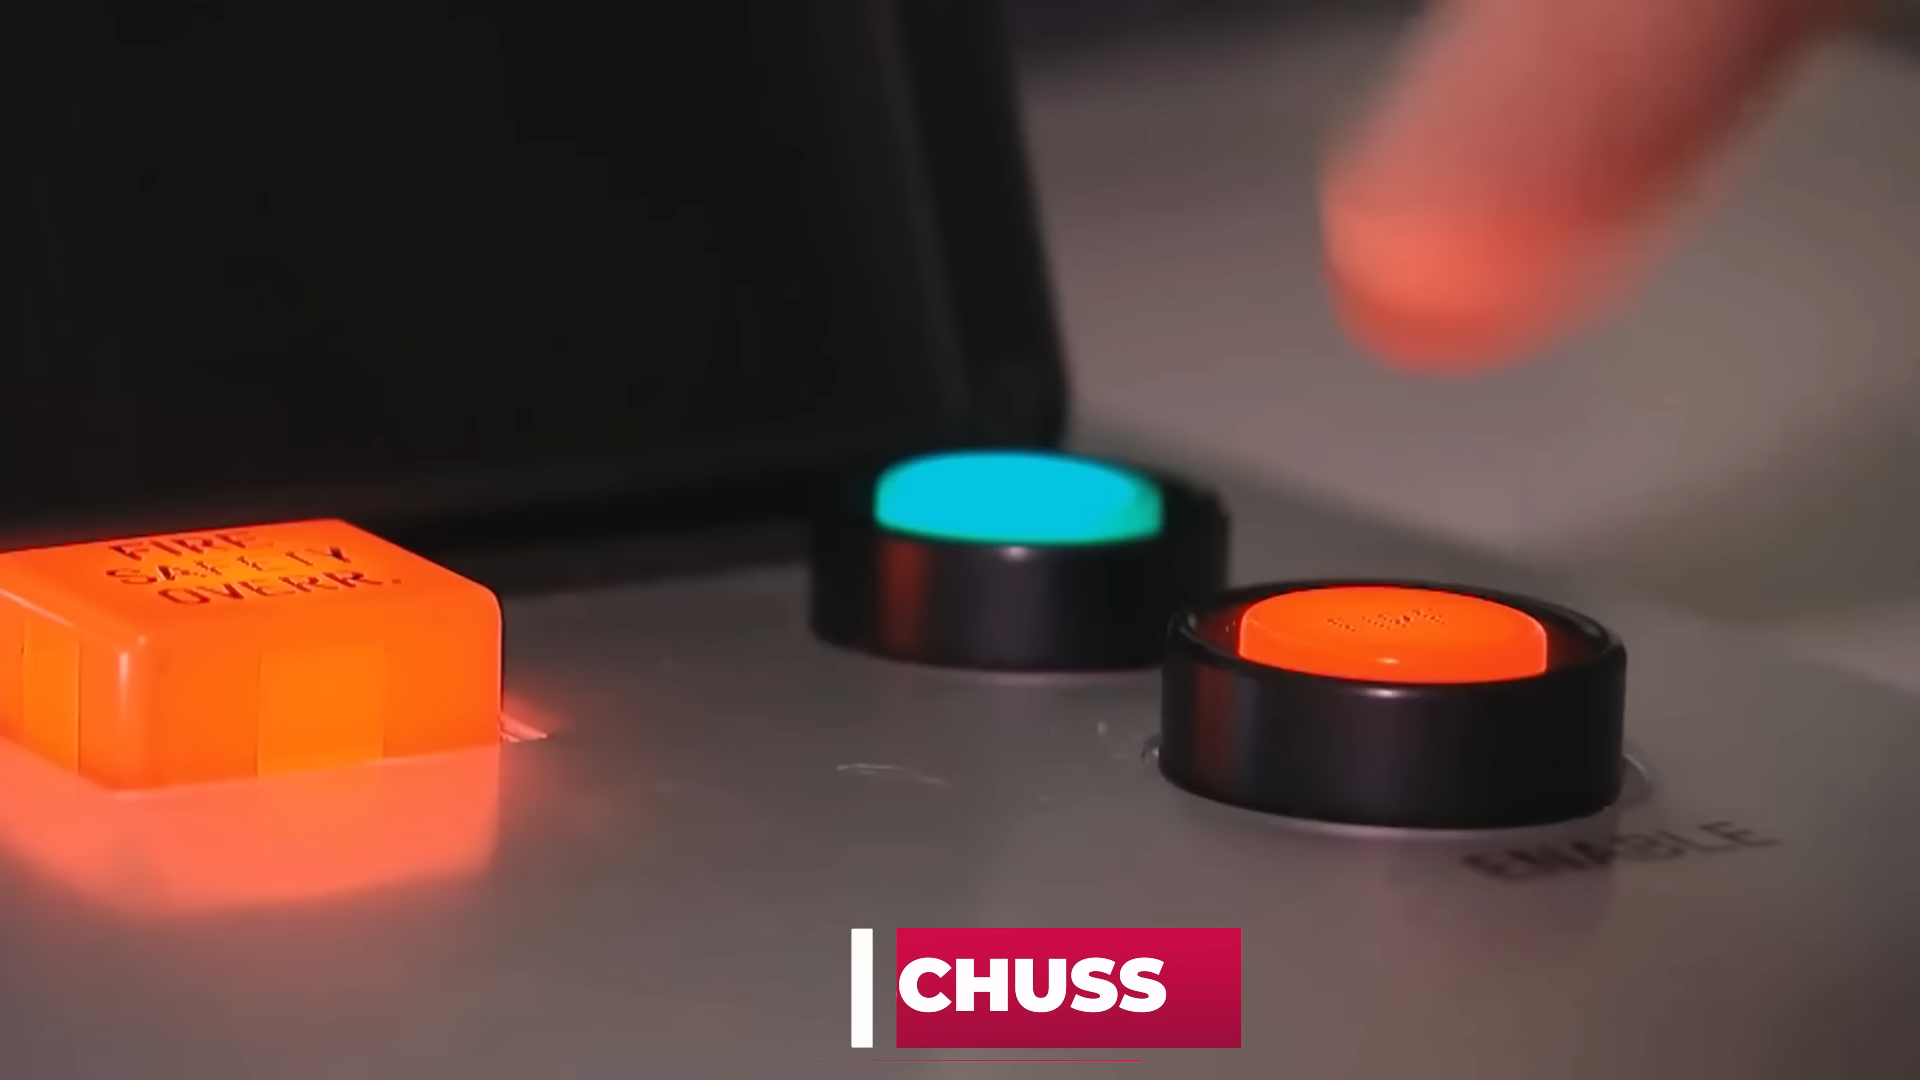 FIRE
SAFETY
OVERR.
ENABLE
CHUSS